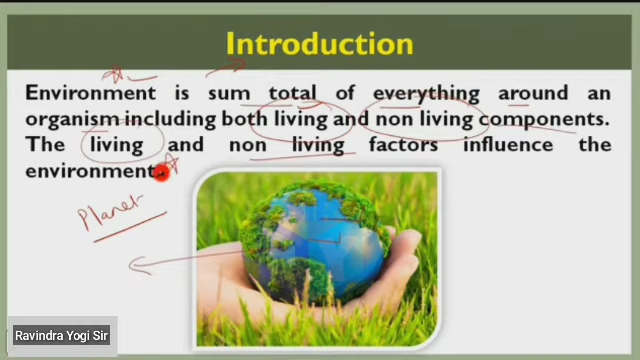 Introduction
Environment is sum total of everything around an
organism including both living and non living components.
The living and non living factors influence the
environment.
Planet
Ravindra Yogi Sir